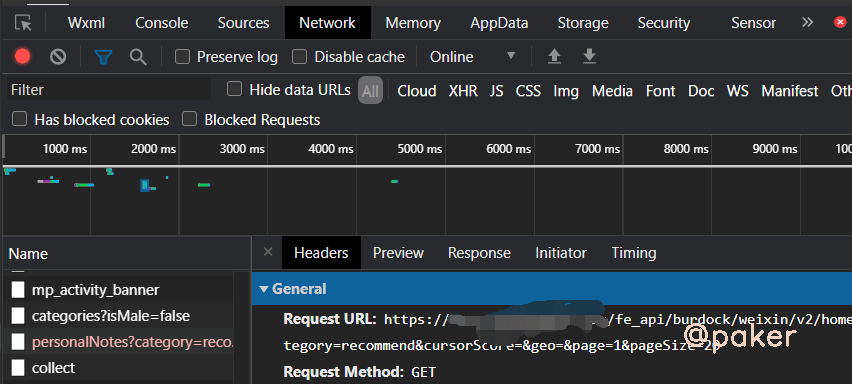 Wxml Console Sources Network Memory AppData Storage Security Sensor
Preserve log Disable cache Online
Filter Hide data URLs All Cloud XHR JS CSS Img Media Font Doc WS Manifest Oth
Has blocked cookies Blocked Requests
1000 ms 2000 ms 3000 ms 4000 ms 5000 ms 6000 ms 7000 ms 8000 ms 9000 ms 100
Name × Headers Preview Response Initiator Timing
mp_activity_banner
categories?isMale=false
personalNotes?category=reco...
collect
General
Request URL: https:// /fe_api/burdock/weixin/v2/home
tegory=recommend&cursorScore=&geo=&page=1&pageSize=20
Request Method: GET
@paker